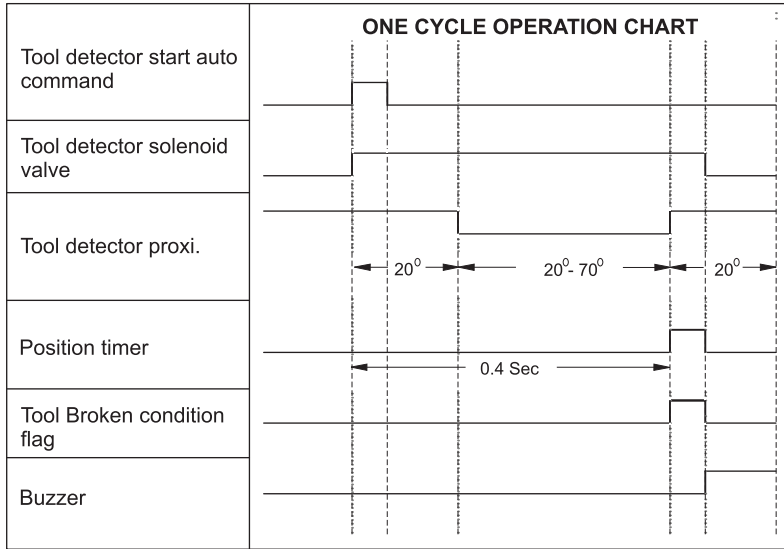 ONE CYCLE OPERATION CHART
Tool detector start auto
command
Tool detector solenoid
valve
Tool detector proxi.
20⁰
20⁰- 70⁰
20⁰
Position timer
0.4 Sec
Tool Broken condition
flag
Buzzer